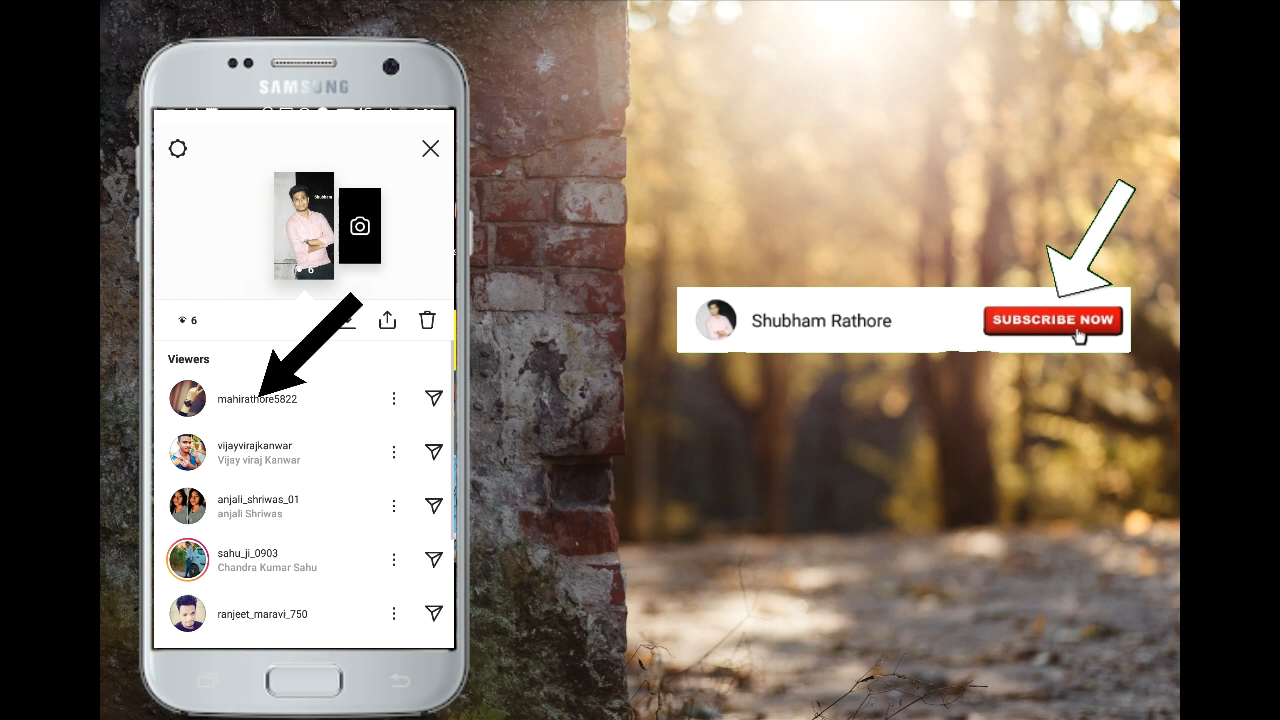 SAMSUNG
Shubham
6
Viewers
mahirathore5822
vijayvirajkanwar
Vijay viraj Kanwar
anjali_shriwas_01
anjali Shriwas
sahu_ji_0903
Chandra Kumar Sahu
ranjeet_maravi_750
Shubham Rathore
SUBSCRIBE NOW